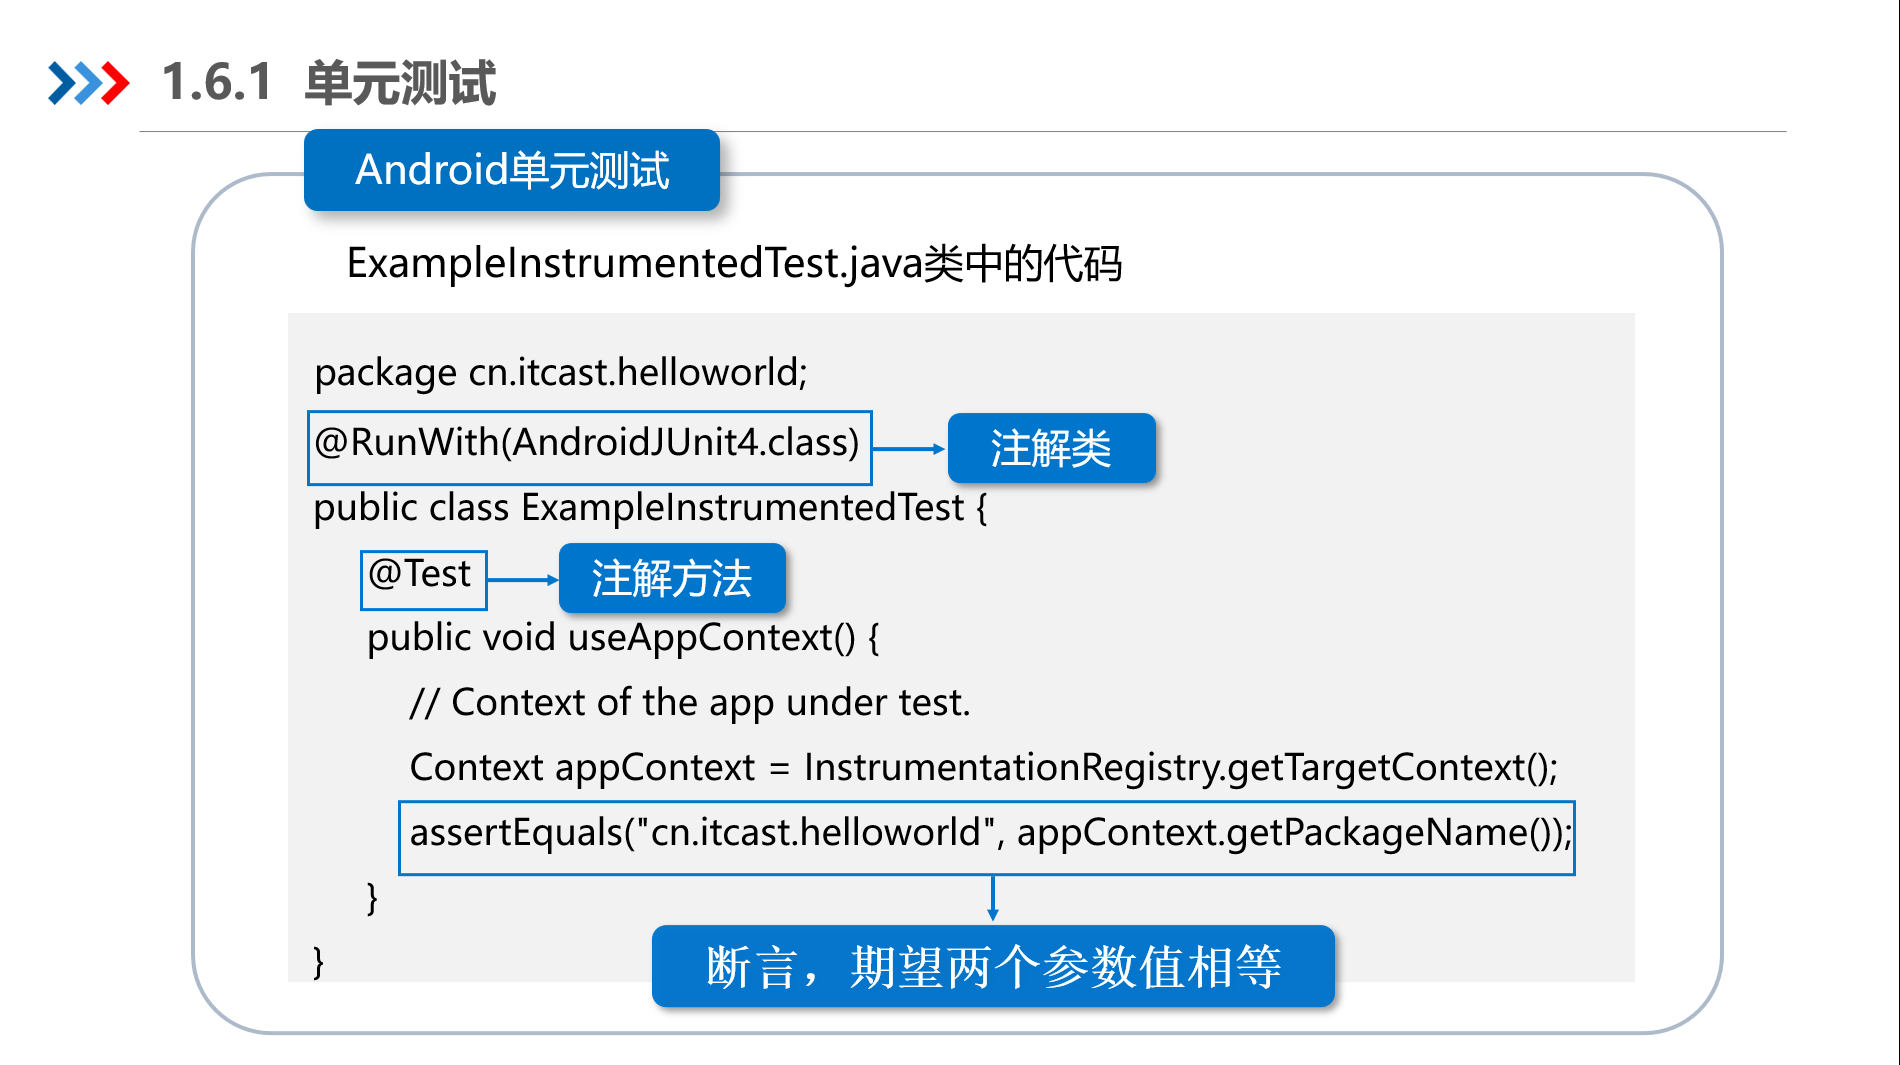 1.6.1 单元测试
Android单元测试
ExampleInstrumentedTest.java类中的代码
package cn.itcast.helloworld;
@RunWith(AndroidJUnit4.class)
注解类
public class ExampleInstrumentedTest {
@Test
注解方法
public void useAppContext() {
// Context of the app under test.
Context appContext = InstrumentationRegistry.getTargetContext();
assertEquals("cn.itcast.helloworld", appContext.getPackageName());
}
}
断言，期望两个参数值相等